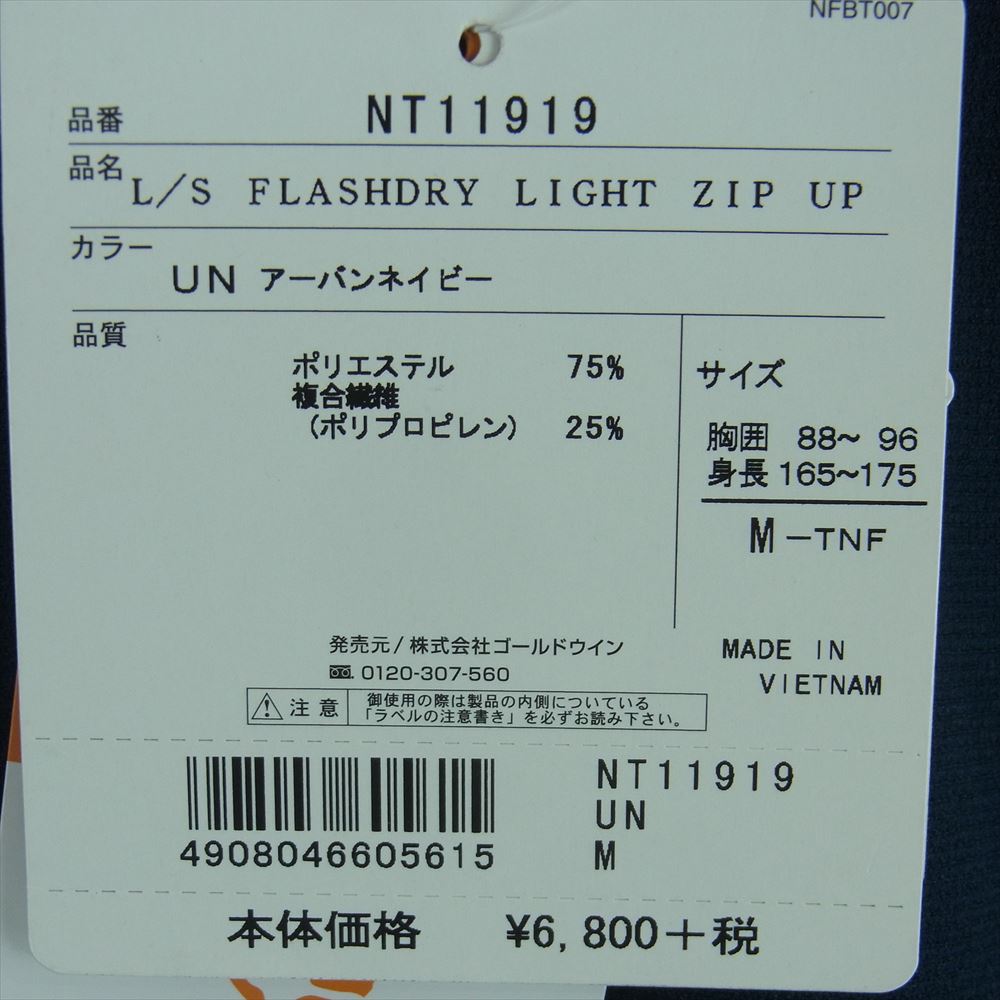 NFBT007
品番 NT11919
品名 L/S FLASHDRY LIGHT ZIP UP
カラー
UN アーバンネイビー
品質
ポリエステル 75%
複合繊維
(ポリプロピレン) 25%
サイズ
胸囲 88~ 96
身長 165~175
M-TNF
発売元/株式会社ゴールドウイン
0120-307-560
注意
御使用の際は製品の内側についている
「ラベルの注意書き」を必ずお読み下さい。
MADE IN
VIETNAM
4908046605615
NT11919
UN
M
本体価格 ¥6,800+税